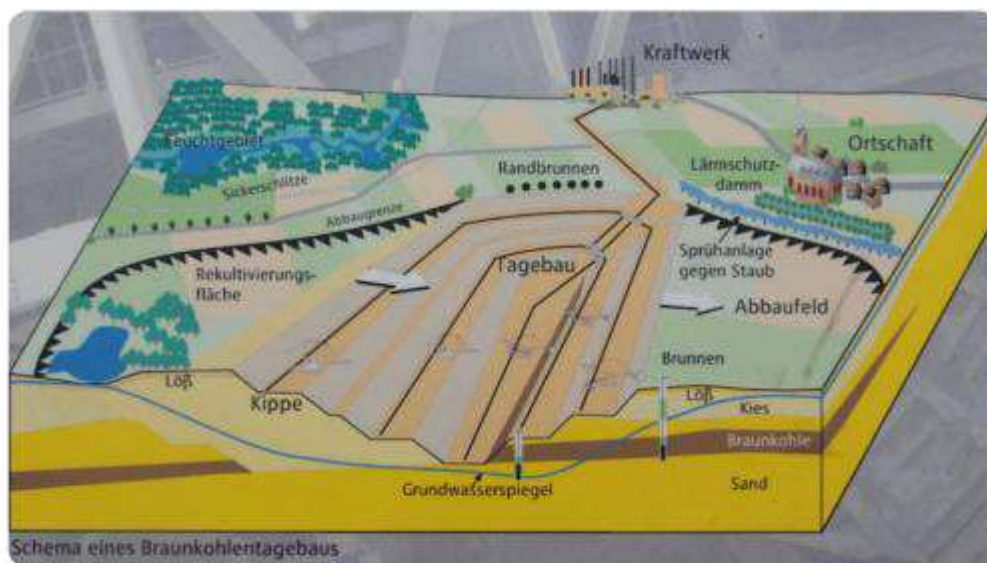 Kraftwerk
Feuchtgebiet
Ortschaft
Randbrunnen
Lärmschutz-
damm
Sickerschlitze
Abbaugrenze
Sprühanlage
gegen Staub
Rekultivierungs-
fläche
Tagebau
Abbaufeld
Brunnen
Löß
Löß
Kippe
Kies
Braunkohle
Grundwasserspiegel
Sand
Schema eines Braunkohlentagebaus